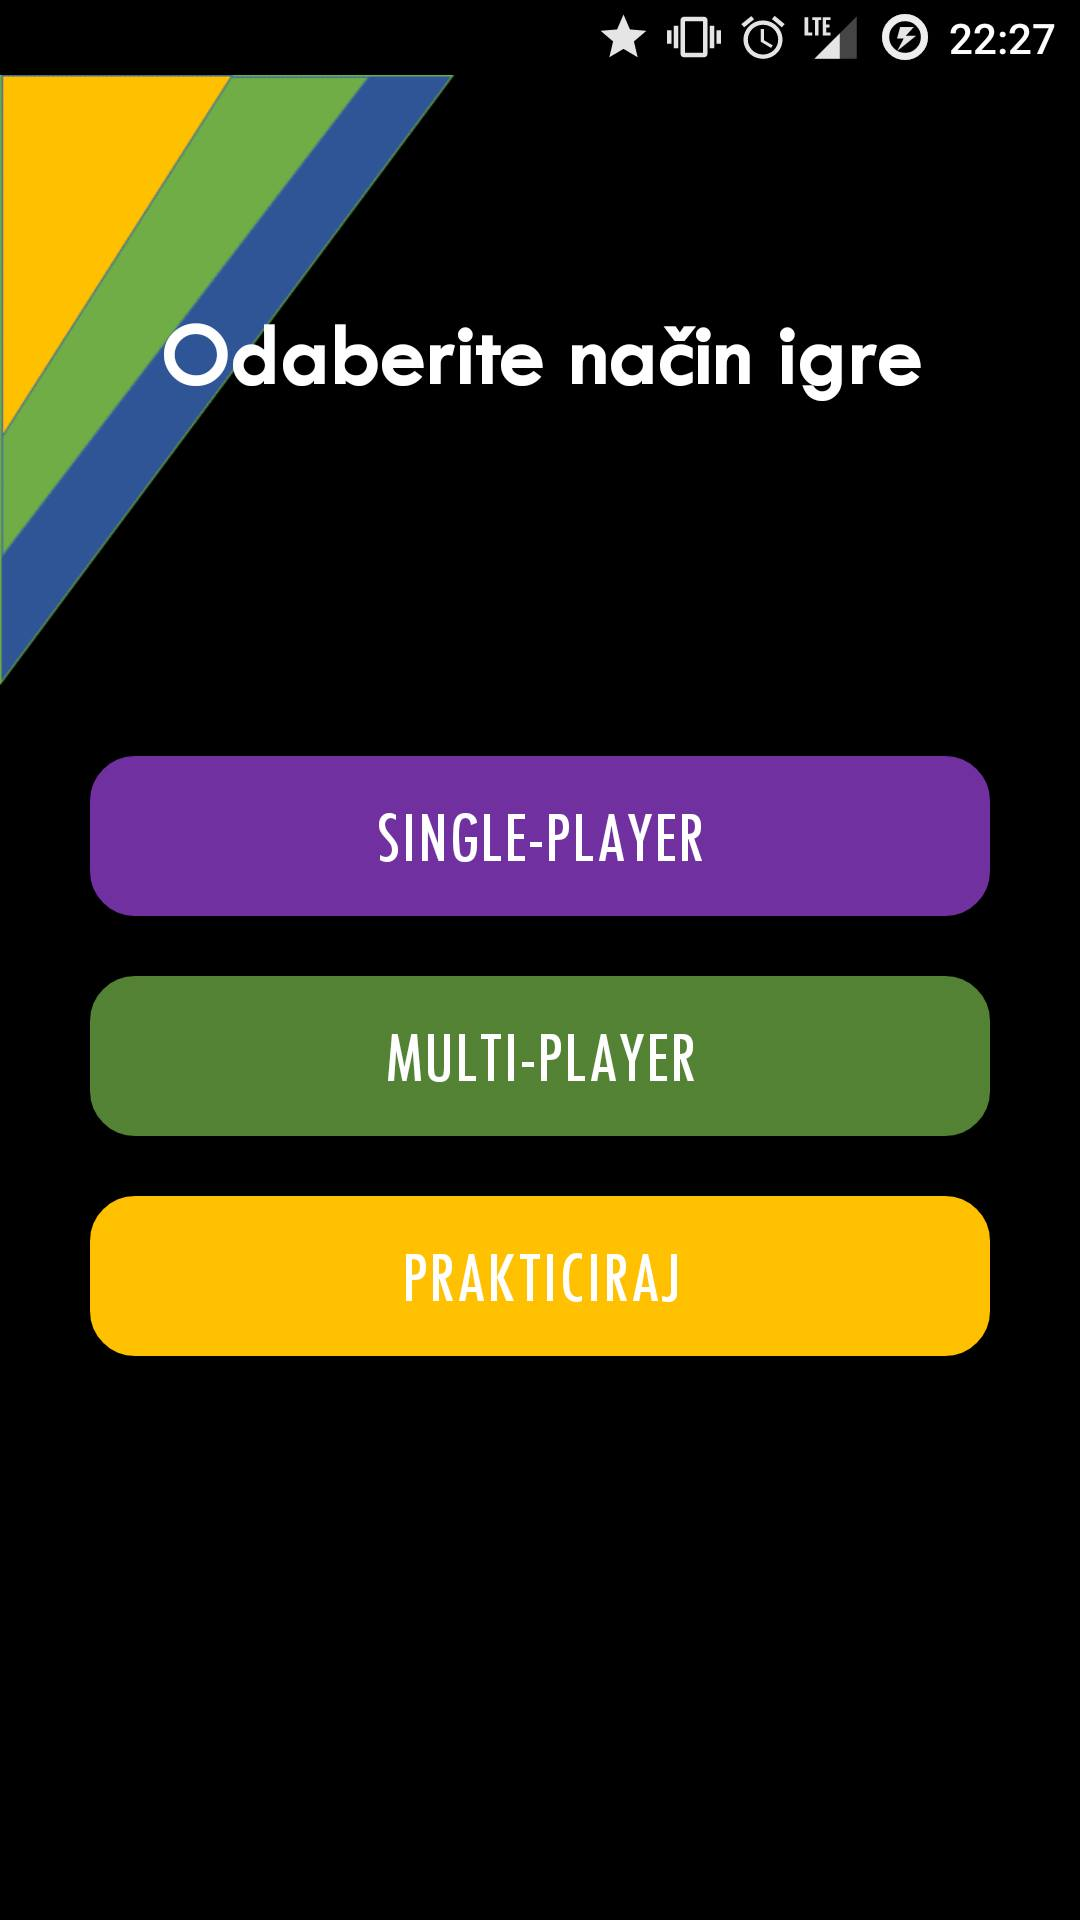 LTE 22:27
Odaberite način igre
SINGLE-PLAYER
MULTI-PLAYER
PRAKTICIRAJ